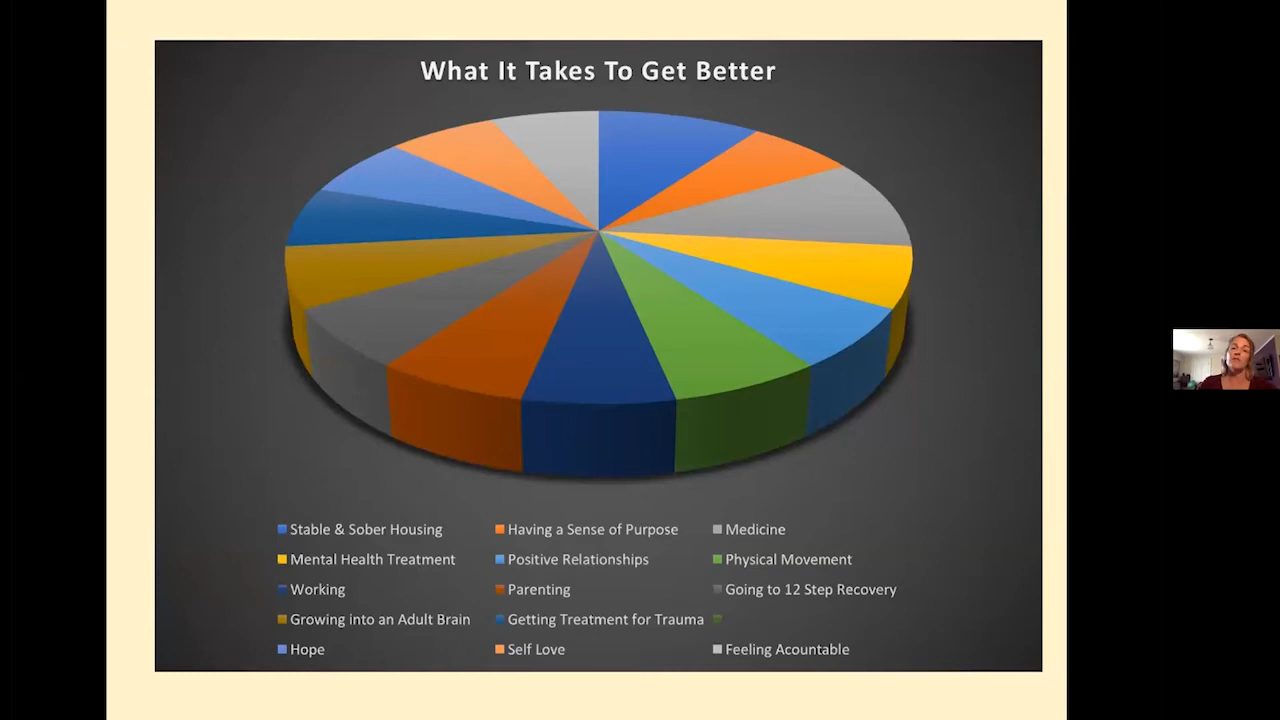 What It Takes To Get Better
Stable & Sober Housing
Having a Sense of Purpose
Medicine
Mental Health Treatment
Positive Relationships
Physical Movement
Working
Parenting
Going to 12 Step Recovery
Growing into an Adult Brain
Getting Treatment for Trauma
Hope
Self Love
Feeling Acountable